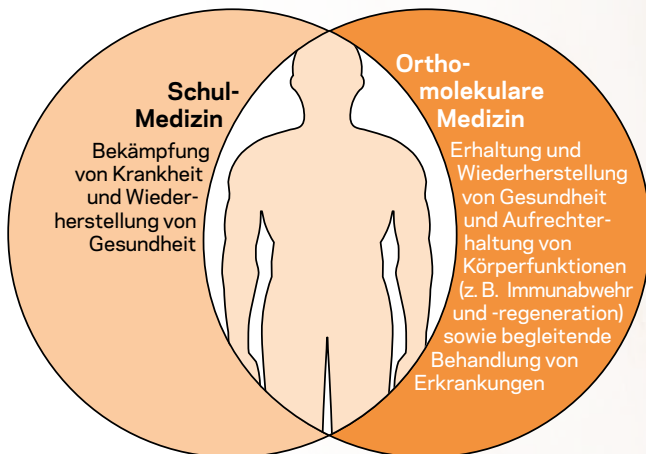 Schul-
Medizin
Bekämpfung
von Krankheit
und Wieder-
herstellung von
Gesundheit
Ortho-
molekulare
Medizin
Erhaltung und
Wiederherstellung
von Gesundheit
und Aufrechter-
haltung von
Körperfunktionen
(z. B. Immunabwehr
und -regeneration)
sowie begleitende
Behandlung von
Erkrankungen